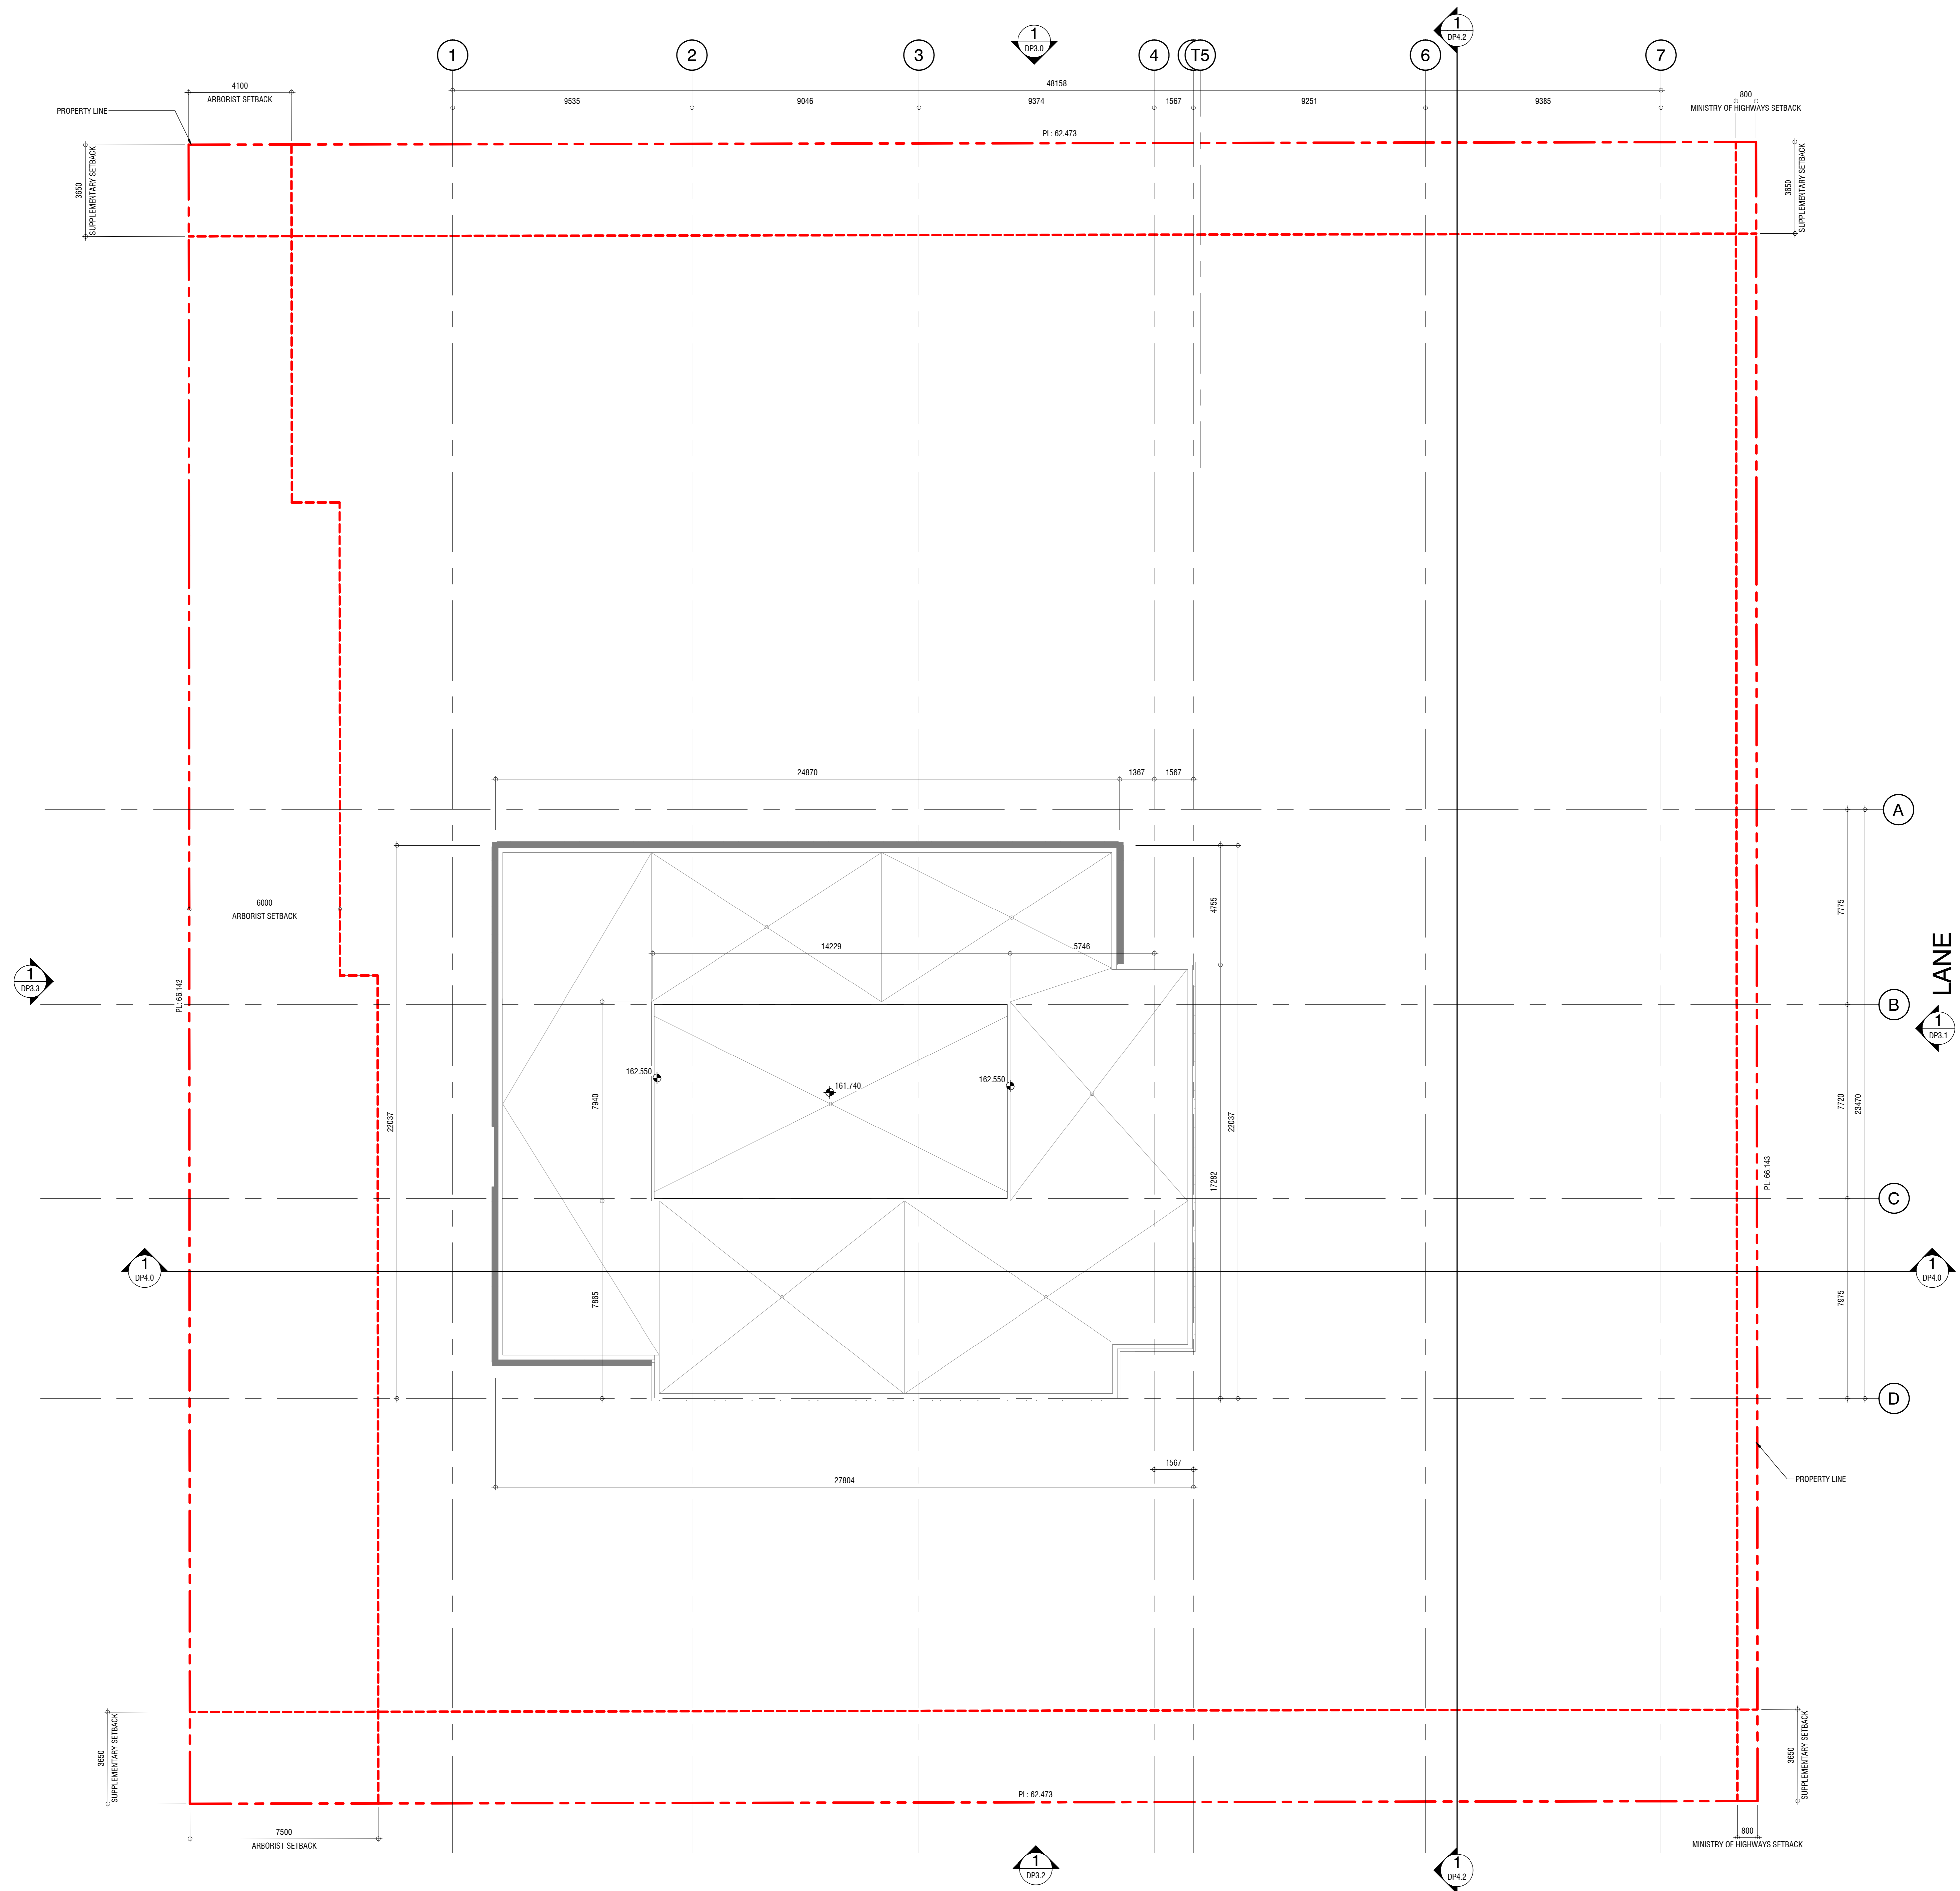 1
DP4.2
1
2
3
1
DP3.0
4
T5
6
7
4100
ARBORIST SETBACK
48158
PROPERTY LINE
9535
9046
9374
1567
9251
9385
800
MINISTRY OF HIGHWAYS SETBACK
PL: 62.473
3650
SUPPLEMENTARY SETBACK
3650
SUPPLEMENTARY SETBACK
24870
1367
1567
A
6000
ARBORIST SETBACK
4755
7775
14229
5746
LANE
1
DP3.3
PL: 66.142
B
1
DP3.1
162.550
161.740
162.550
7940
22037
22037
7720
23470
17282
PL: 66.143
C
1
DP4.0
1
DP4.0
7865
7975
D
1567
27804
PROPERTY LINE
3650
SUPPLEMENTARY SETBACK
3650
SUPPLEMENTARY SETBACK
PL: 62.473
7500
ARBORIST SETBACK
800
MINISTRY OF HIGHWAYS SETBACK
1
DP3.2
1
DP4.2